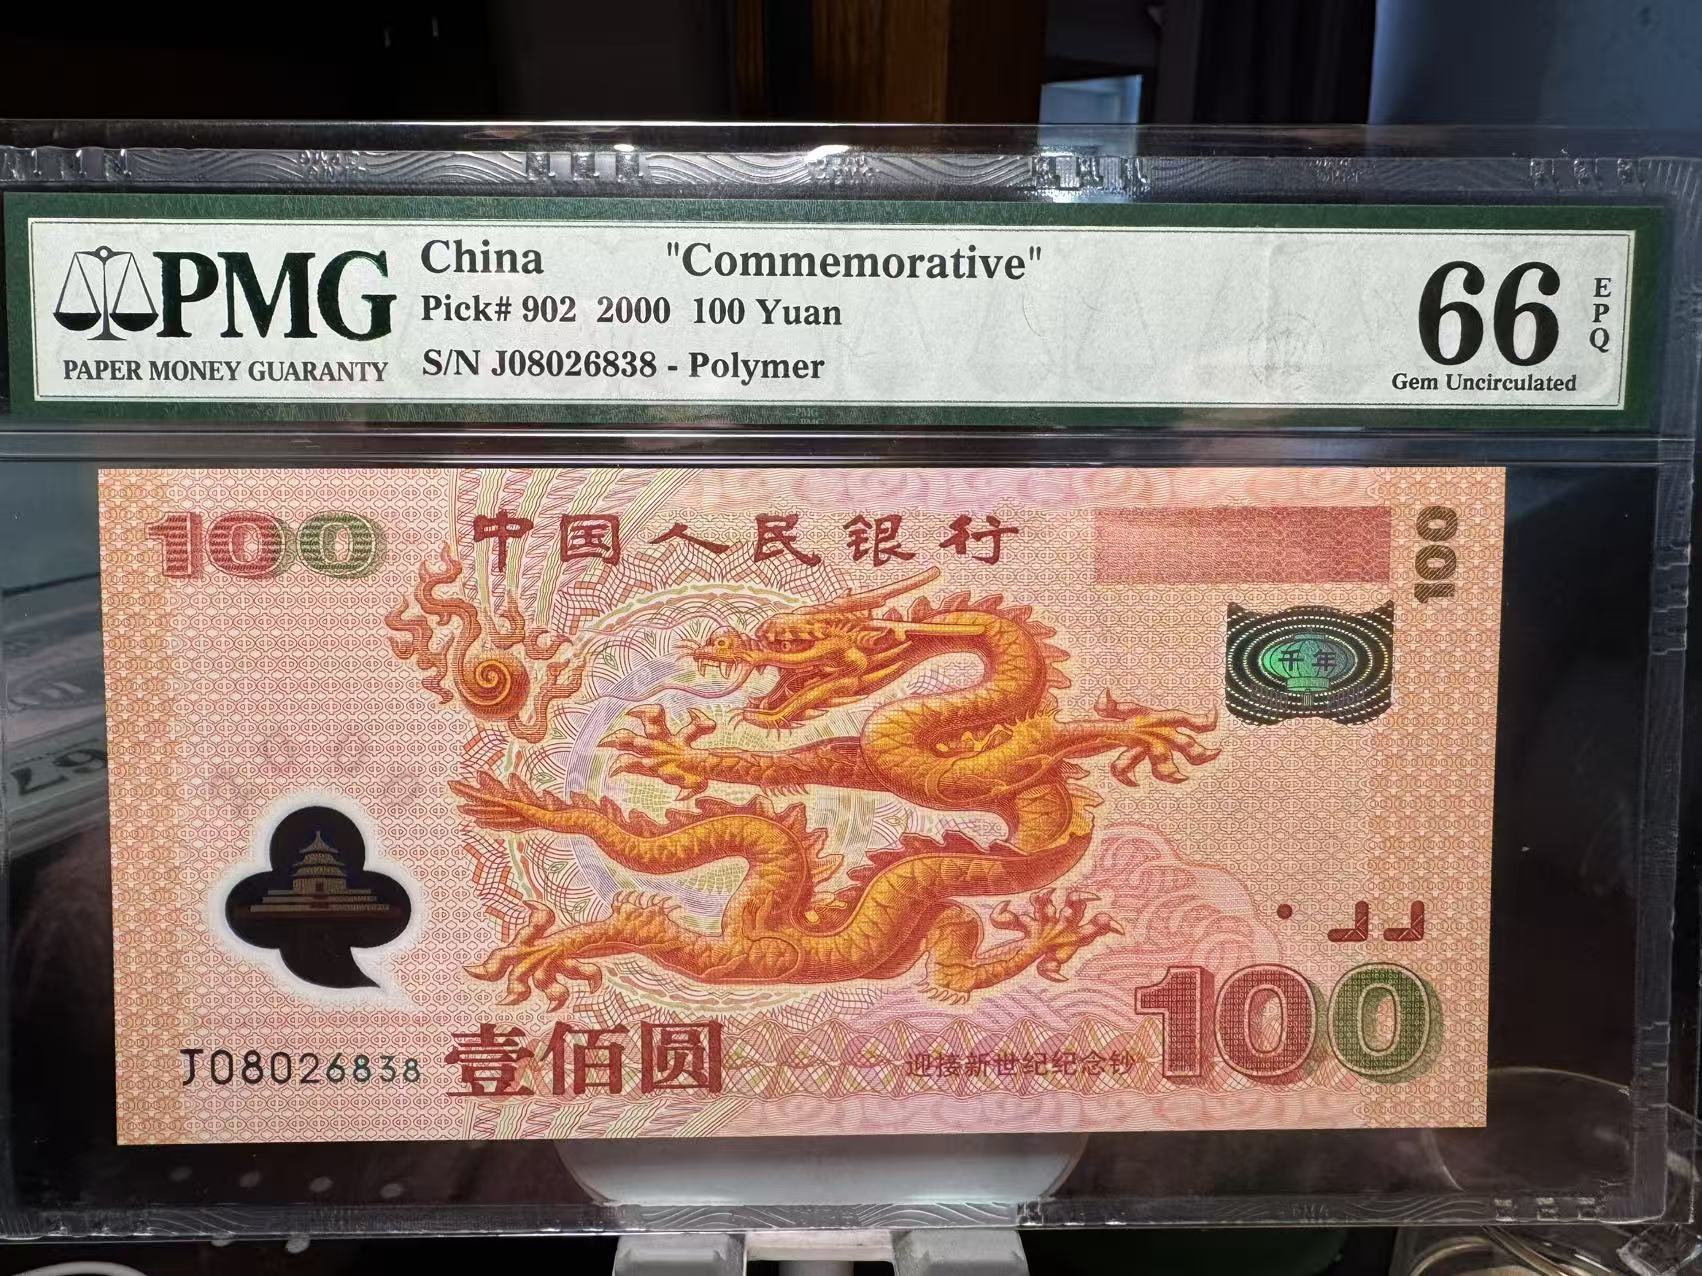 PMG
PAPER MONEY GUARANTY
China "Commemorative"
Pick# 902 2000 100 Yuan
S/N J08026838 - Polymer
66
EPQ
Gem Uncirculated
100
中国人民银行
100
千年
J08026838
壹佰圆
迎接新世纪纪念钞
100